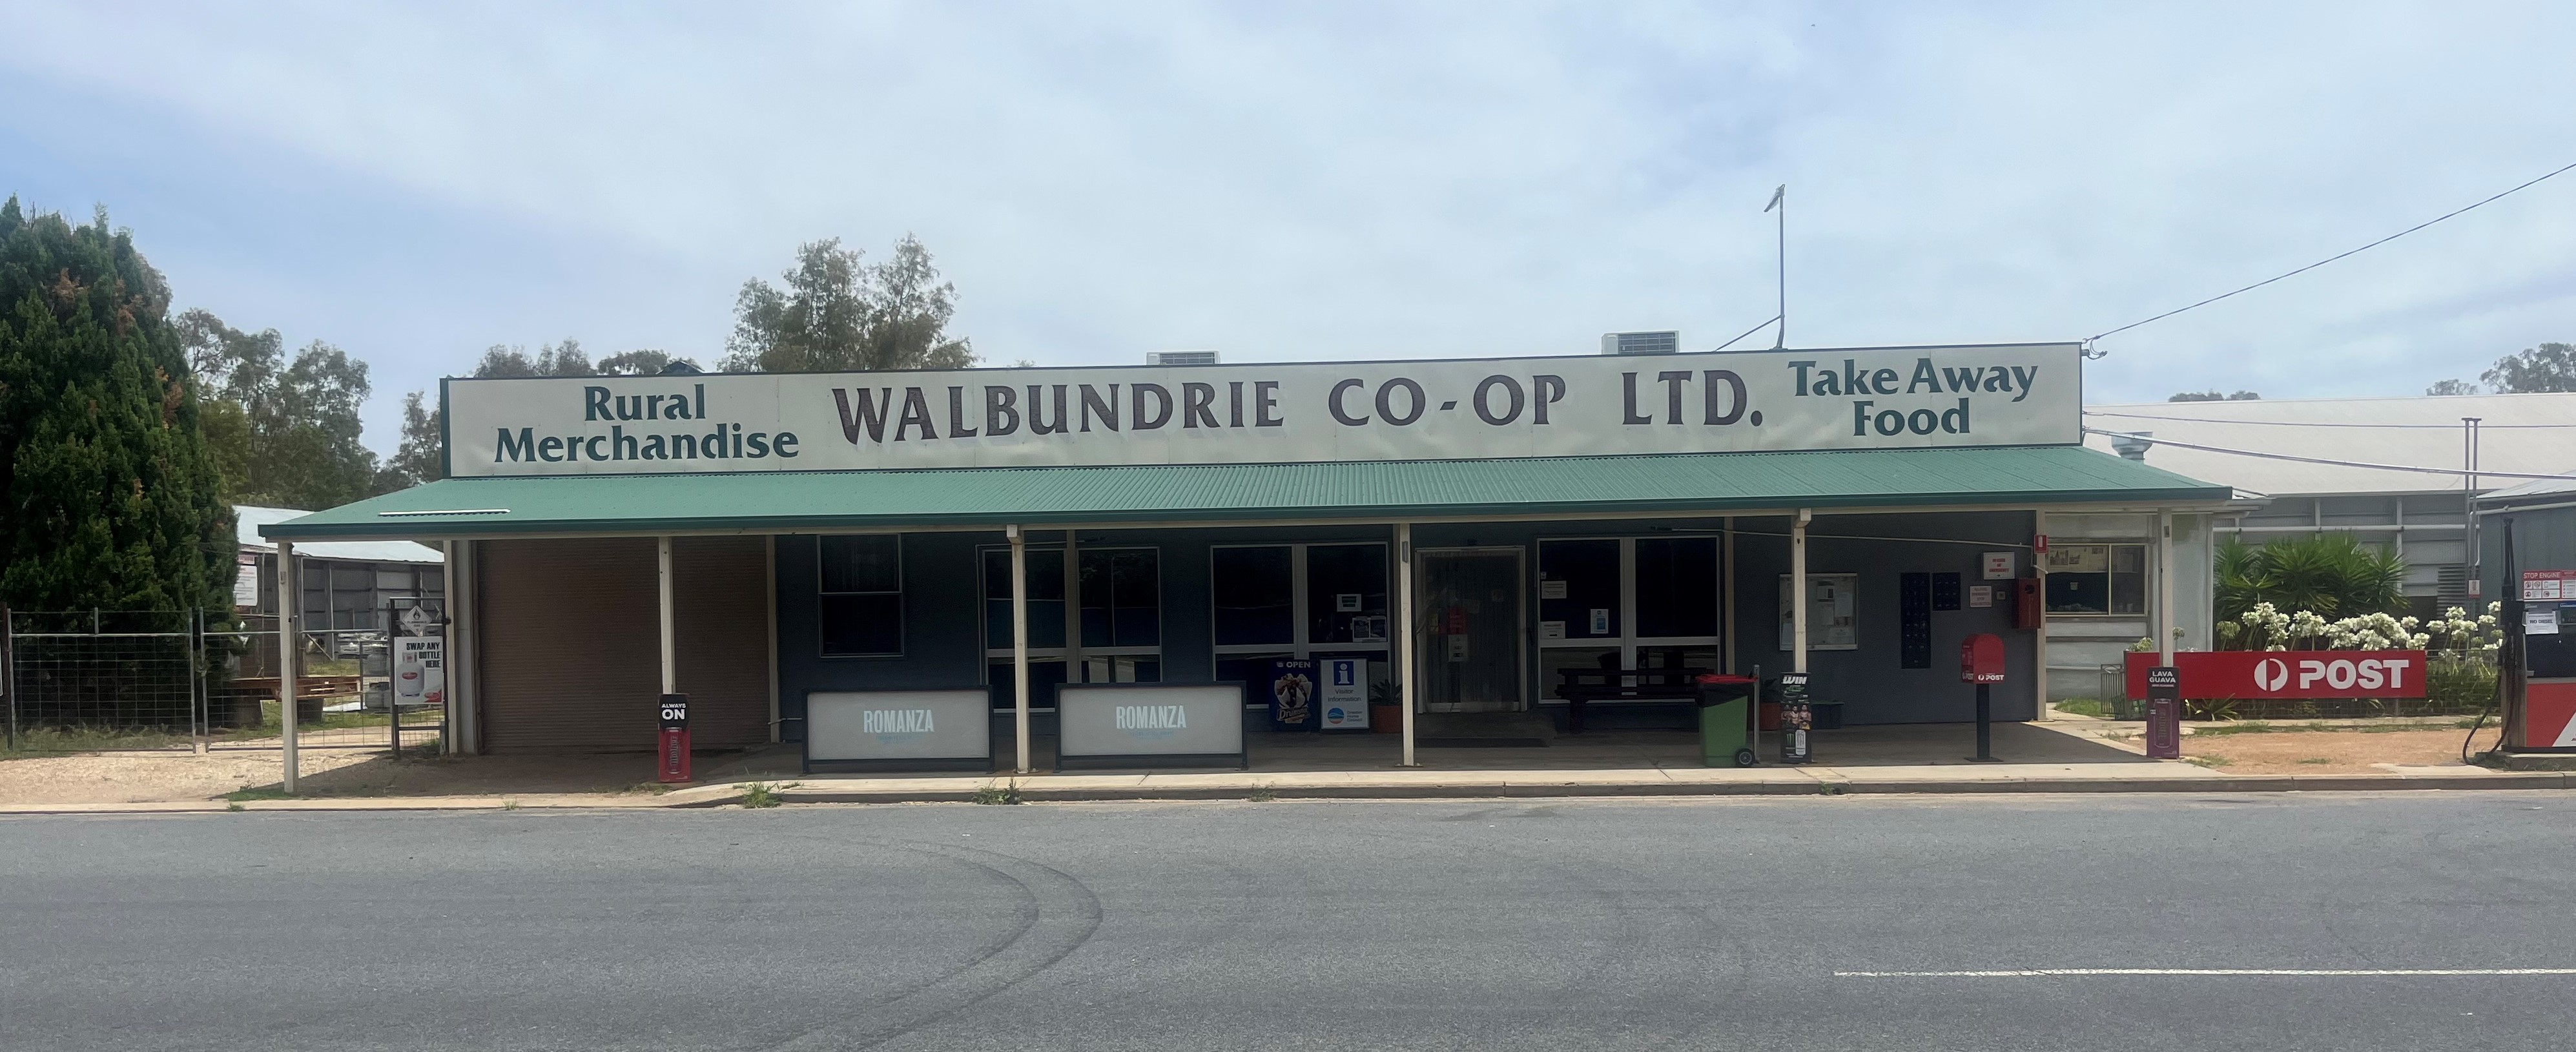 Rural
Merchandise
WALBUNDRIE CO-OP LTD.
Take Away
Food
SWAP ANY
BOTTLE
HERE
ALWAYS
ON
ROMANZA
ROMANZA
OPEN
i
Visitor
Information
WIN
POST
LAVA
GUAVA
POST
STOP ENGINE